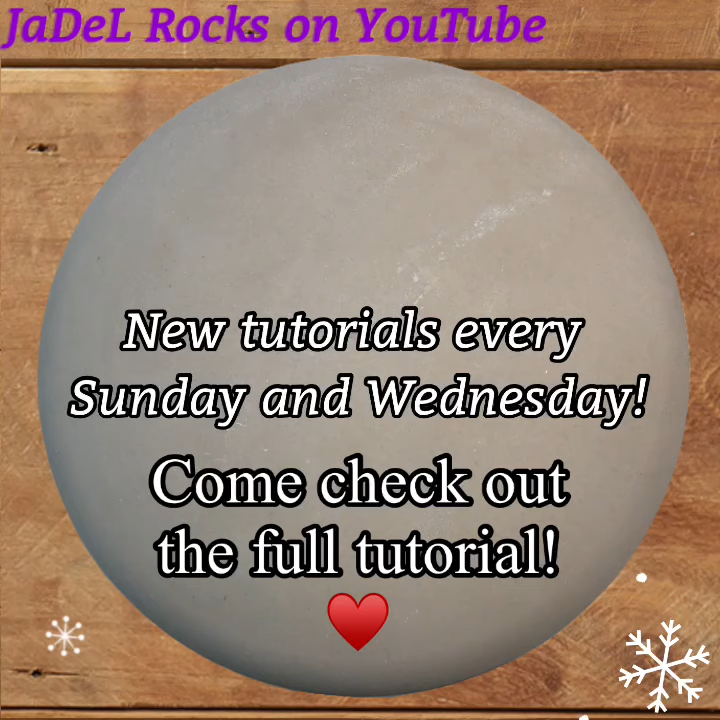 JaDeL Rocks on YouTube
New tutorials every
Sunday and Wednesday!
Come check out
the full tutorial!